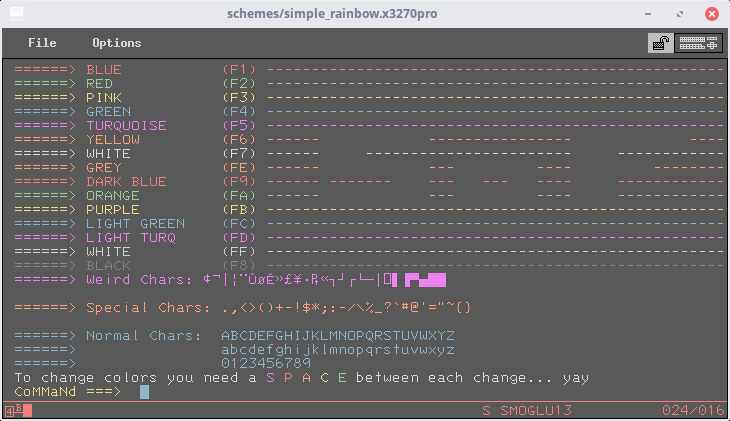 schemes/simple_rainbow.x3270pro
File Options
======> BLUE (F1) ---------------------------------------------------
======> RED (F2) ---------------------------------------------------
======> PINK (F3) ---------------------------------------------------
======> GREEN (F4) ---------------------------------------------------
======> TURQUOISE (F5) ---------------------------------------------------
======> YELLOW (F6) ------ --------- -- ------------
======> WHITE (F7) ------ --------- -- ------------
======> GREY (FE) --- -- ------------
======> DARK BLUE (F9) ------ --- -- ------------
======> ORANGE (FA) --- -- ------------
======> PURPLE (FB) ------ --------- ------------
======> LIGHT GREEN (FC) ---------------------------------------------------
======> LIGHT TURQ (FD) ---------------------------------------------------
======> WHITE (FF) ---------------------------------------------------
======> BLACK (F8) ---------------------------------------------------
======> Weird Chars:
======> Special Chars: .,<>()+-!$*;:-/\%_?`#@'="~{}
======> Normal Chars: ABCDEFGHIJKLMNOPQRSTUVWXYZ
======> abcdefghijklmnopqrstuvwxyz
======> 0123456789
To change colors you need a S P A C E between each change... yay
CoMMaNd ===>
4 B S SMOGLU13 024/016